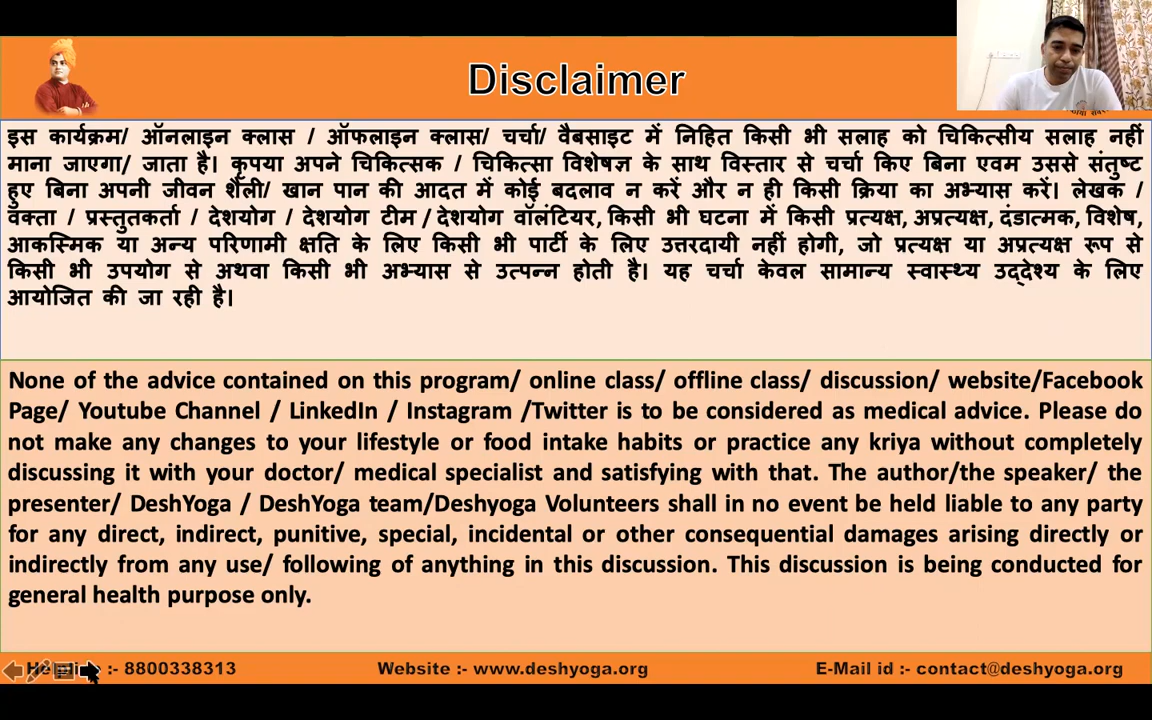 Disclaimer
इस कार्यक्रम/ ऑनलाइन क्लास / ऑफलाइन क्लास/ चर्चा/ वैबसाइट में निहित किसी भी सलाह को चिकित्सीय सलाह नहीं
माना जाएगा/ जाता है। कृपया अपने चिकित्सक / चिकित्सा विशेषज्ञ के साथ विस्तार से चर्चा किए बिना एवम उससे संतुष्ट
हुए बिना अपनी जीवन शैली/ खान पान की आदत में कोई बदलाव न करें और न ही किसी क्रिया का अभ्यास करें। लेखक /
वक्ता / प्रस्तुतकर्ता / देशयोग / देशयोग टीम / देशयोग वॉलंटियर, किसी भी घटना में किसी प्रत्यक्ष, अप्रत्यक्ष, दंडात्मक, विशेष,
आकस्मिक या अन्य परिणामी क्षति के लिए किसी भी पार्टी के लिए उत्तरदायी नहीं होगी, जो प्रत्यक्ष या अप्रत्यक्ष रूप से
किसी भी उपयोग से अथवा किसी भी अभ्यास से उत्पन्न होती है। यह चर्चा केवल सामान्य स्वास्थ्य उद्देश्य के लिए
आयोजित की जा रही है।
None of the advice contained on this program/ online class/ offline class/ discussion/ website/Facebook
Page/ Youtube Channel / LinkedIn / Instagram /Twitter is to be considered as medical advice. Please do
not make any changes to your lifestyle or food intake habits or practice any kriya without completely
discussing it with your doctor/ medical specialist and satisfying with that. The author/the speaker/ the
presenter/ DeshYoga / DeshYoga team/Deshyoga Volunteers shall in no event be held liable to any party
for any direct, indirect, punitive, special, incidental or other consequential damages arising directly or
indirectly from any use/ following of anything in this discussion. This discussion is being conducted for
general health purpose only.
:- 8800338313 Website :- www.deshyoga.org E-Mail id :- contact@deshyoga.org